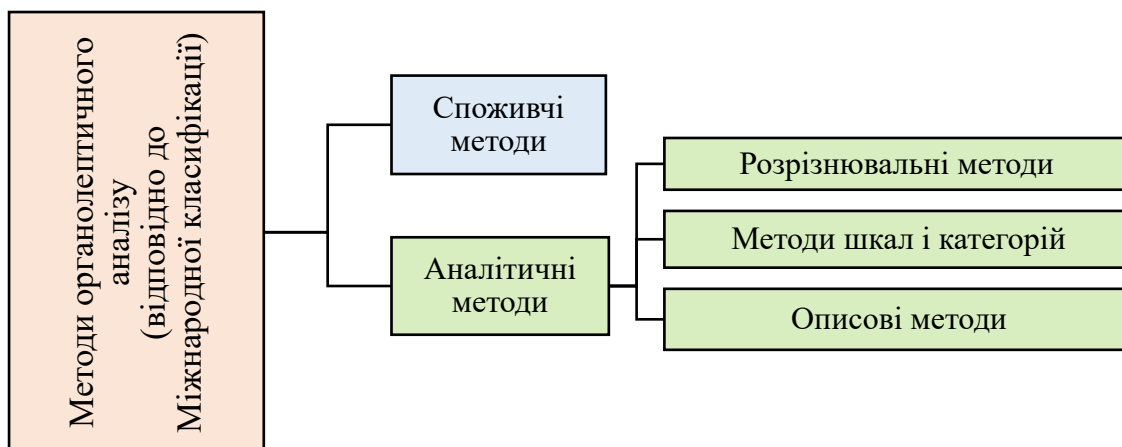 Методи органолептичного
аналізу
(відповідно до
Міжнародної класифікації)
Споживчі
методи
Аналітичні
методи
Розрізнювальні методи
Методи шкал і категорій
Описові методи